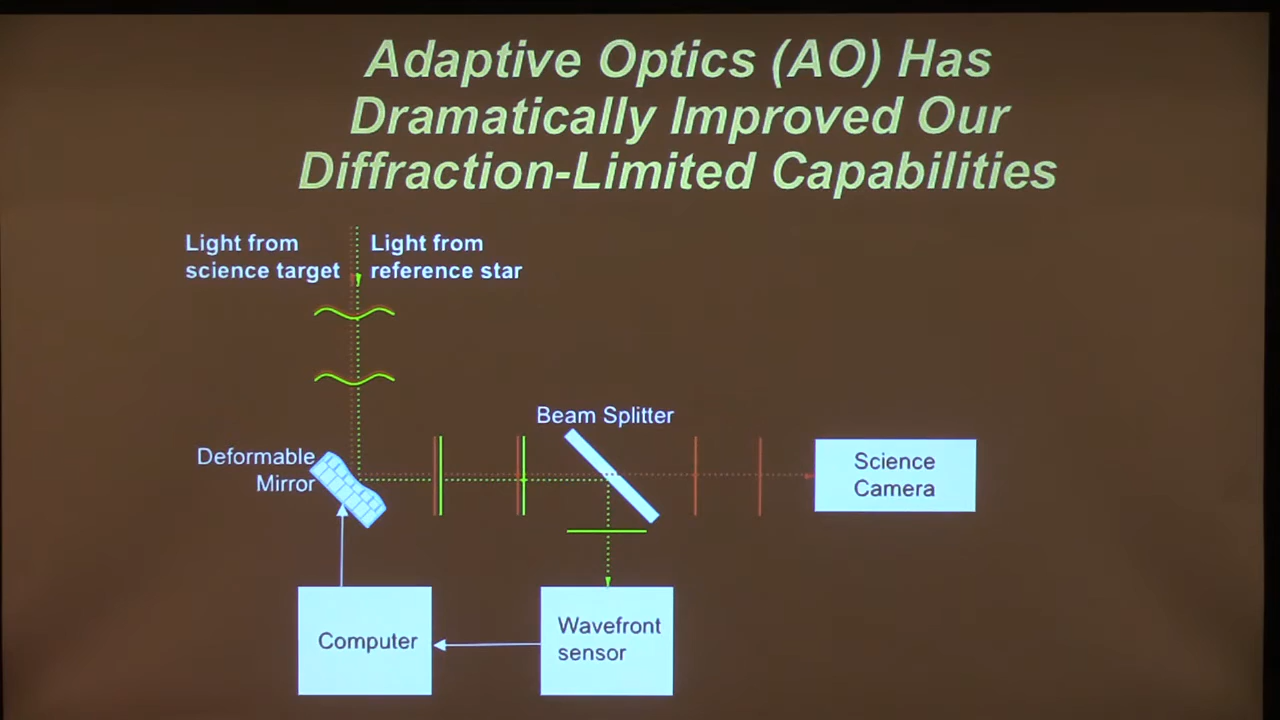 Adaptive Optics (AO) Has
Dramatically Improved Our
Diffraction-Limited Capabilities
Light from
science target
Light from
reference star
Beam Splitter
Deformable
Mirror
Science
Camera
Computer
Wavefront
sensor